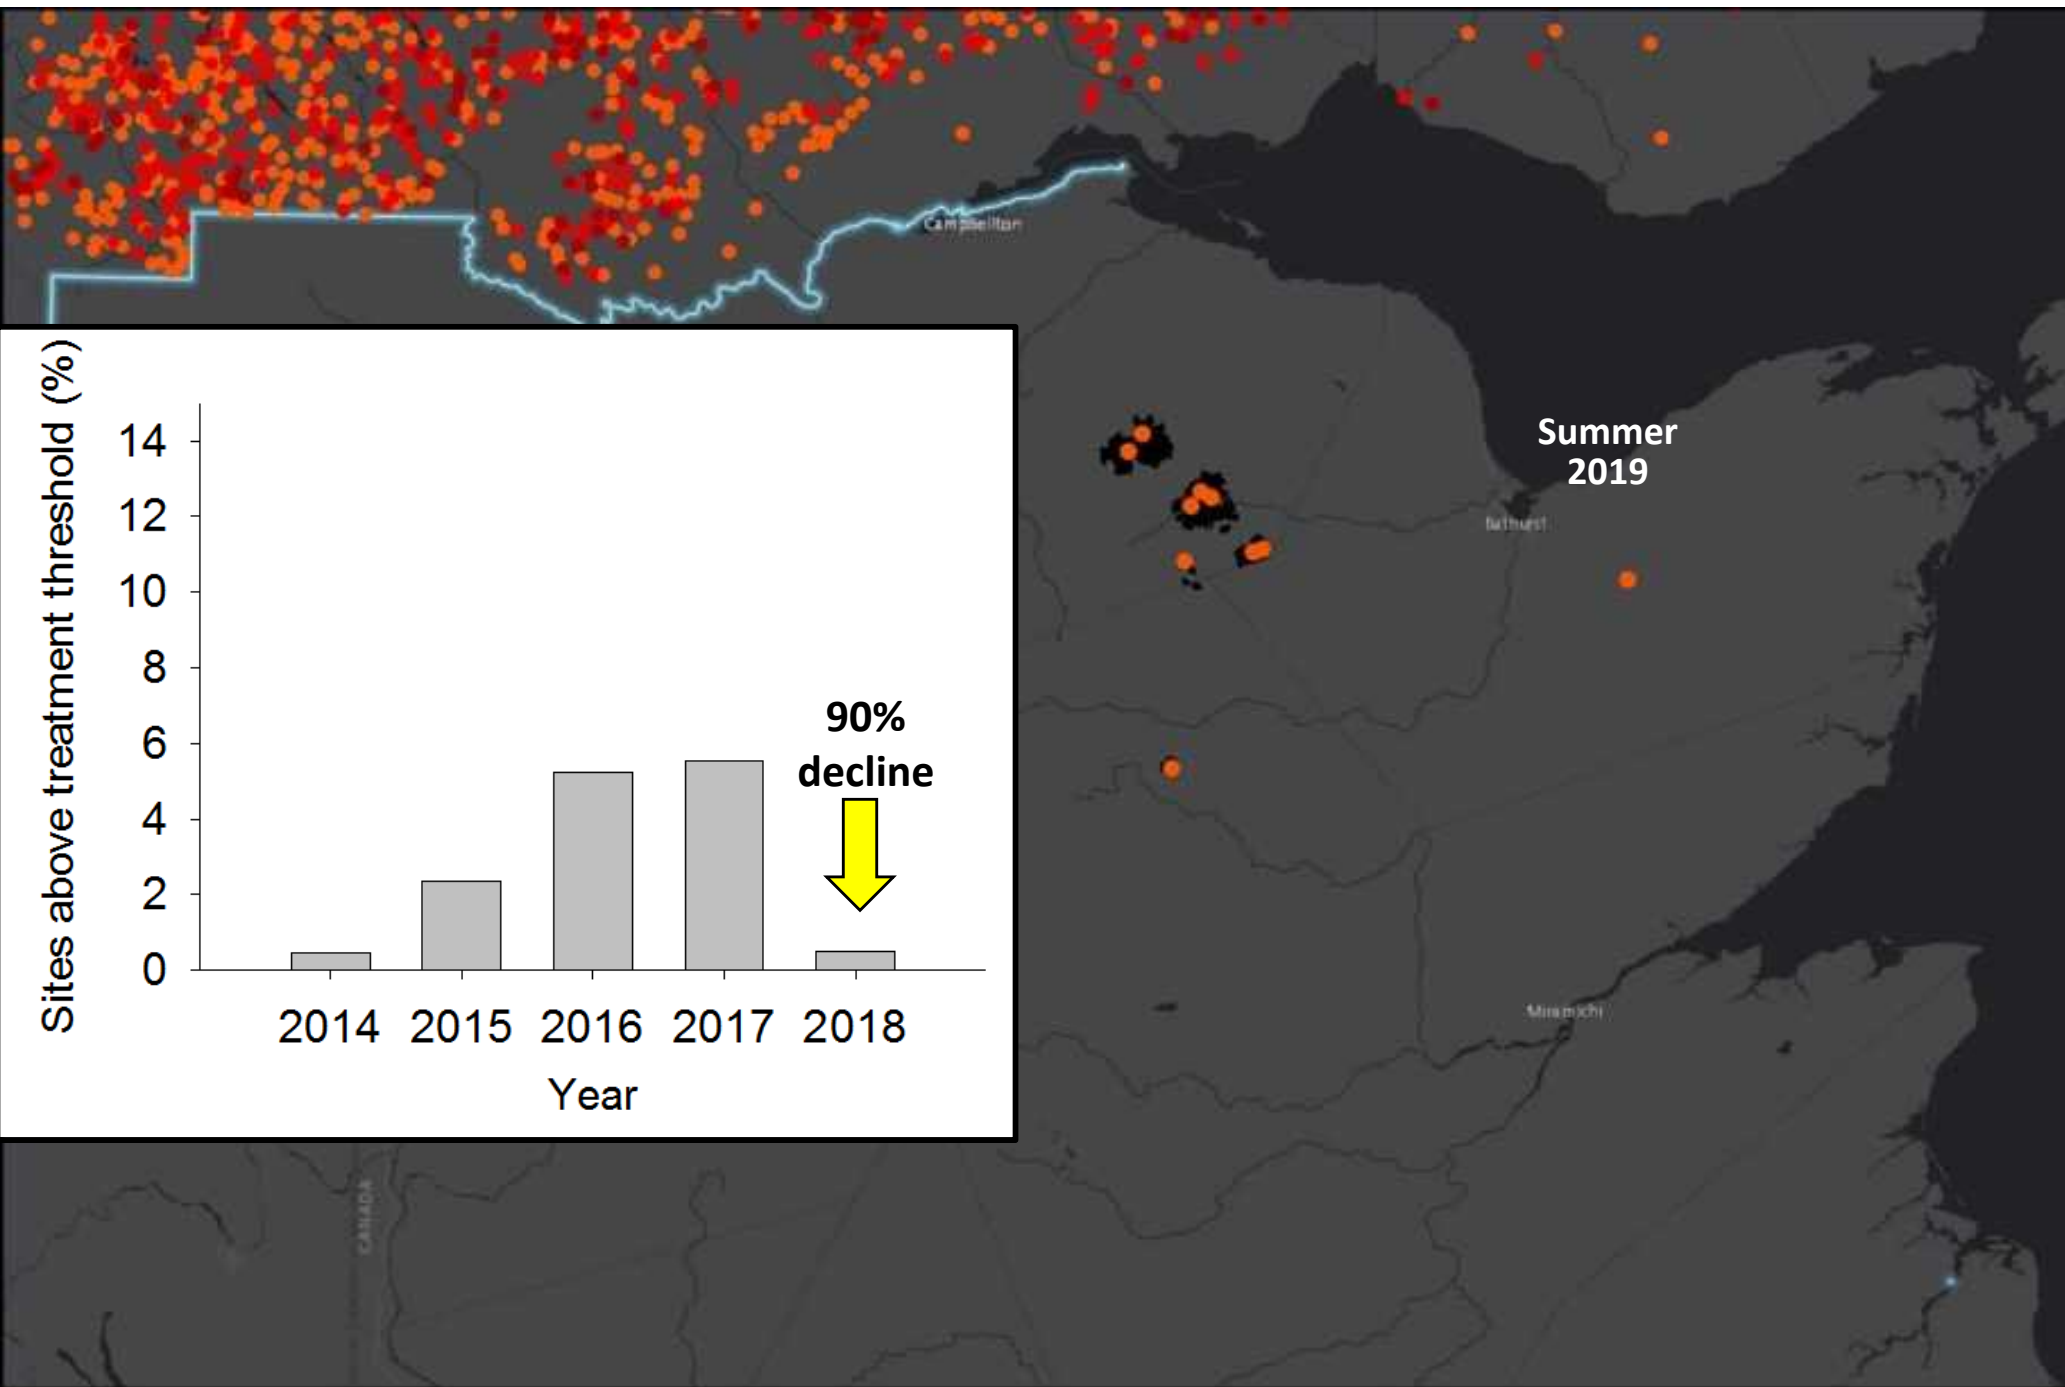 Campbellton
Summer
2019
Bathurst
Sites above treatment threshold (%)
14
12
10
8
6
4
2
0
90%
decline
2014 2015 2016 2017 2018
Year
Miramichi
CANADA